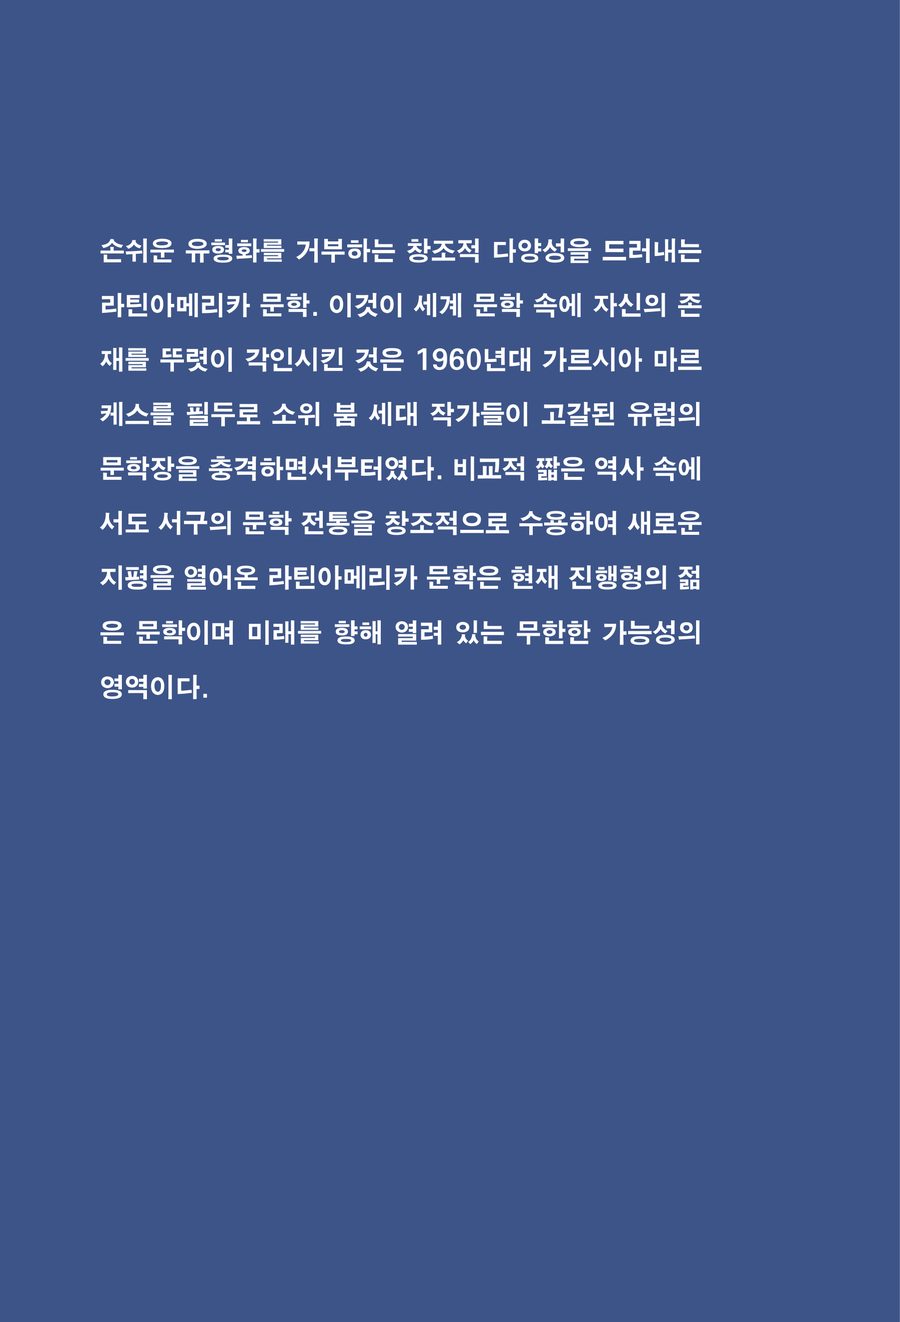 손쉬운 유형화를 거부하는 창조적 다양성을 드러내는
라틴아메리카 문학. 이것이 세계 문학 속에 자신의 존
재를 뚜렷이 각인시킨 것은 1960년대 가르시아 마르
케스를 필두로 소위 붐 세대 작가들이 고갈된 유럽의
문학장을 충격하면서부터였다. 비교적 짧은 역사 속에
서도 서구의 문학 전통을 창조적으로 수용하여 새로운
지평을 열어온 라틴아메리카 문학은 현재 진행형의 젊
은 문학이며 미래를 향해 열려 있는 무한한 가능성의
영역이다.